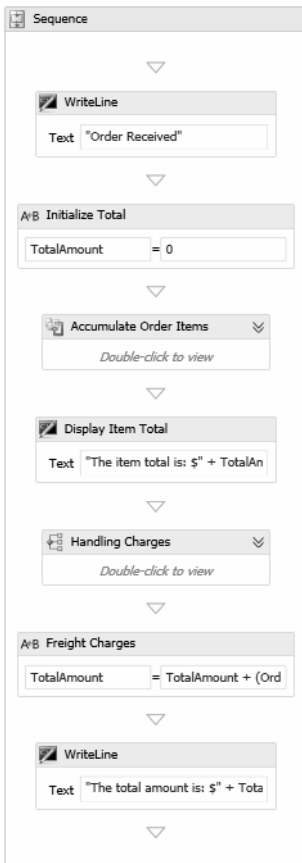 Sequence
WriteLine
Text "Order Received"
A+B Initialize Total
TotalAmount = 0
Accumulate Order Items
Double-click to view
Display Item Total
Text "The item total is: $" + TotalAn
Handling Charges
Double-click to view
A+B Freight Charges
TotalAmount = TotalAmount + (Ord
WriteLine
Text "The total amount is: $" + Tota